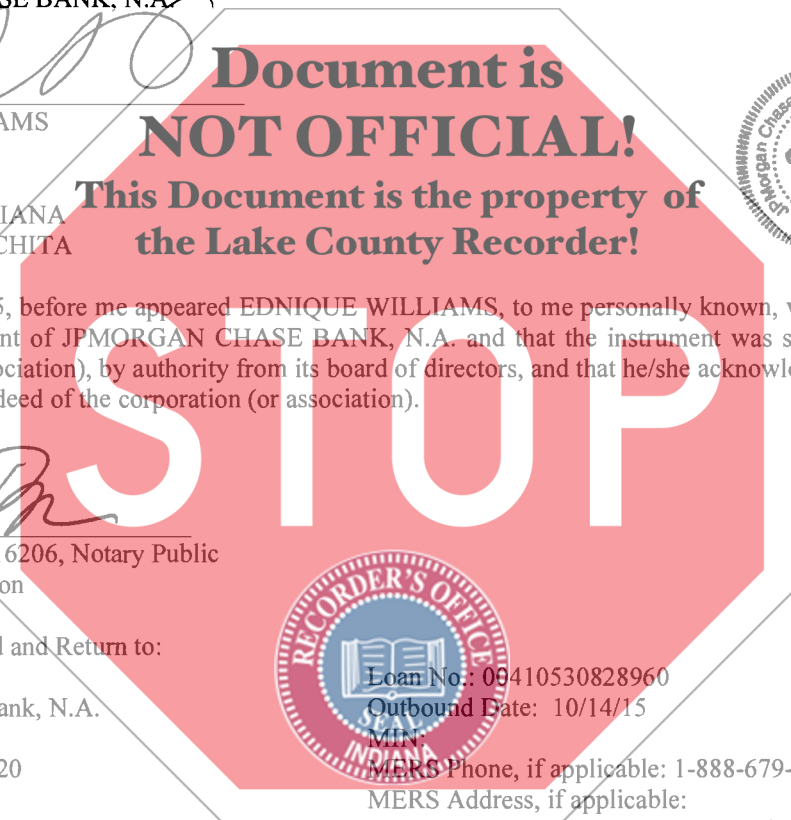 SE BANK, N.A.
Document is
NOT OFFICIAL!
This Document is the property of
the Lake County Recorder!
STOP
AMS
JPMorgan Chase
IANA
CHITA
5, before me appeared EDNIQUE WILLIAMS, to me personally known,
nt of JPMORGAN CHASE BANK, N.A. and that the instrument was s
ociation), by authority from its board of directors, and that he/she acknowle
deed of the corporation (or association).
6206, Notary Public
on
d and Return to:
ank, N.A.
20
RECORDER'S OFFICE
SEAL
INDIANA
Loan No.: 00410530828960
Outbound Date: 10/14/15
MIN:
MERS Phone, if applicable: 1-888-679-
MERS Address, if applicable: